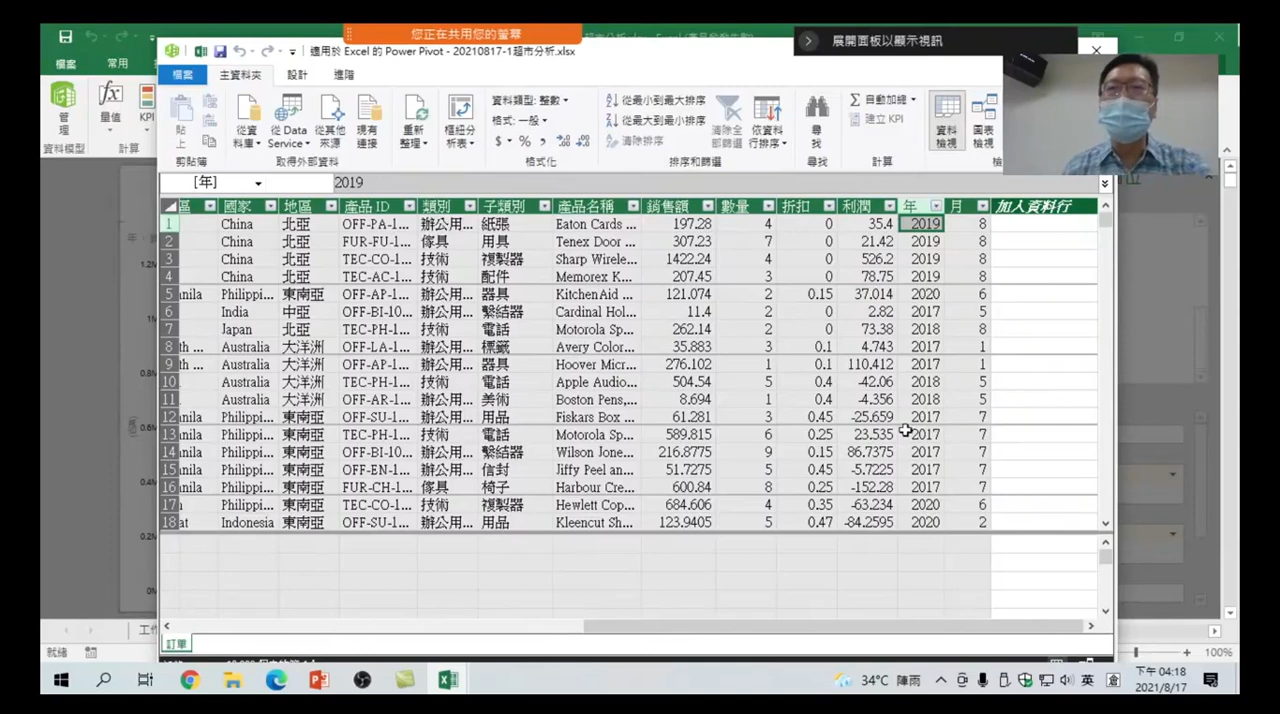 您正在共用您的螢幕
適用於 Excel 的 Power Pivot - 20210817-1超市分析.xlsx
展開面板以顯示視訊
檔案 常用
檔案 主資料夾 設計 進階
管理 量值 KPI
貼上 從資料庫 從 Data Service 從其他來源 現有連接 重新整理 樞紐分析表
資料類型: 整數
格式: 一般
$ % ,
從最小到最大排序
從最大到最小排序
清除排序
清除全部篩選 依資料行排序 尋找
自動加總
建立 KPI
資料檢視 圖表檢視
資料模型 計算
剪貼簿 取得外部資料 格式化 排序和篩選 尋找 計算
[年] 2019
區 國家 地區 產品 ID 類別 子類別 產品名稱 銷售額 數量 折扣 利潤 年 月 加入資料行
1 China 北亞 OFF-PA-1... 辦公用... 紙張 Eaton Cards ... 197.28 4 0 35.4 2019 8
2 China 北亞 FUR-FU-1... 傢具 用具 Tenex Door ... 307.23 7 0 21.42 2019 8
3 China 北亞 TEC-CO-1... 技術 複製器 Sharp Wirele... 1422.24 4 0 526.2 2019 8
4 China 北亞 TEC-AC-1... 技術 配件 Memorex K... 207.45 3 0 78.75 2019 8
5 nila Philippi... 東南亞 OFF-AP-1... 辦公用... 器具 KitchenAid ... 121.074 2 0.15 37.014 2020 6
6 India 中亞 OFF-BI-10... 辦公用... 繫結器 Cardinal Hol... 11.4 2 0 2.82 2017 5
7 Japan 北亞 TEC-PH-1... 技術 電話 Motorola Sp... 262.14 2 0 73.38 2018 8
8 th ... Australia 大洋洲 OFF-LA-1... 辦公用... 標籤 Avery Color... 35.883 3 0.1 4.743 2017 1
9 th ... Australia 大洋洲 OFF-AP-1... 辦公用... 器具 Hoover Micr... 276.102 1 0.1 110.412 2017 1
10 Australia 大洋洲 TEC-PH-1... 技術 電話 Apple Audio... 504.54 5 0.4 -42.06 2018 5
11 Australia 大洋洲 OFF-AR-1... 辦公用... 美術 Boston Pens,... 8.694 1 0.4 -4.356 2018 5
12 nila Philippi... 東南亞 OFF-SU-1... 辦公用... 用品 Fiskars Box ... 61.281 3 0.45 -25.659 2017 7
13 nila Philippi... 東南亞 TEC-PH-1... 技術 電話 Motorola Sp... 589.815 6 0.25 23.535 2017 7
14 nila Philippi... 東南亞 OFF-BI-10... 辦公用... 繫結器 Wilson Jone... 216.8775 9 0.15 86.7375 2017 7
15 nila Philippi... 東南亞 OFF-EN-1... 辦公用... 信封 Jiffy Peel an... 51.7275 5 0.45 -5.7225 2017 7
16 nila Philippi... 東南亞 FUR-CH-1... 傢具 椅子 Harbour Cre... 600.84 8 0.25 -152.28 2017 7
17 Philippi... 東南亞 TEC-CO-1... 技術 複製器 Hewlett Cop... 684.606 4 0.35 -63.234 2020 6
18 at Indonesia 東南亞 OFF-SU-1... 辦公用... 用品 Kleencut Sh... 123.9405 5 0.47 -84.2595 2020 2
1.2M
1M
0.8M
0.6M
0.4M
0.2M
0M
訂單
就緒 100%
34°C 陣雨 英 下午 04:18
2021/8/17